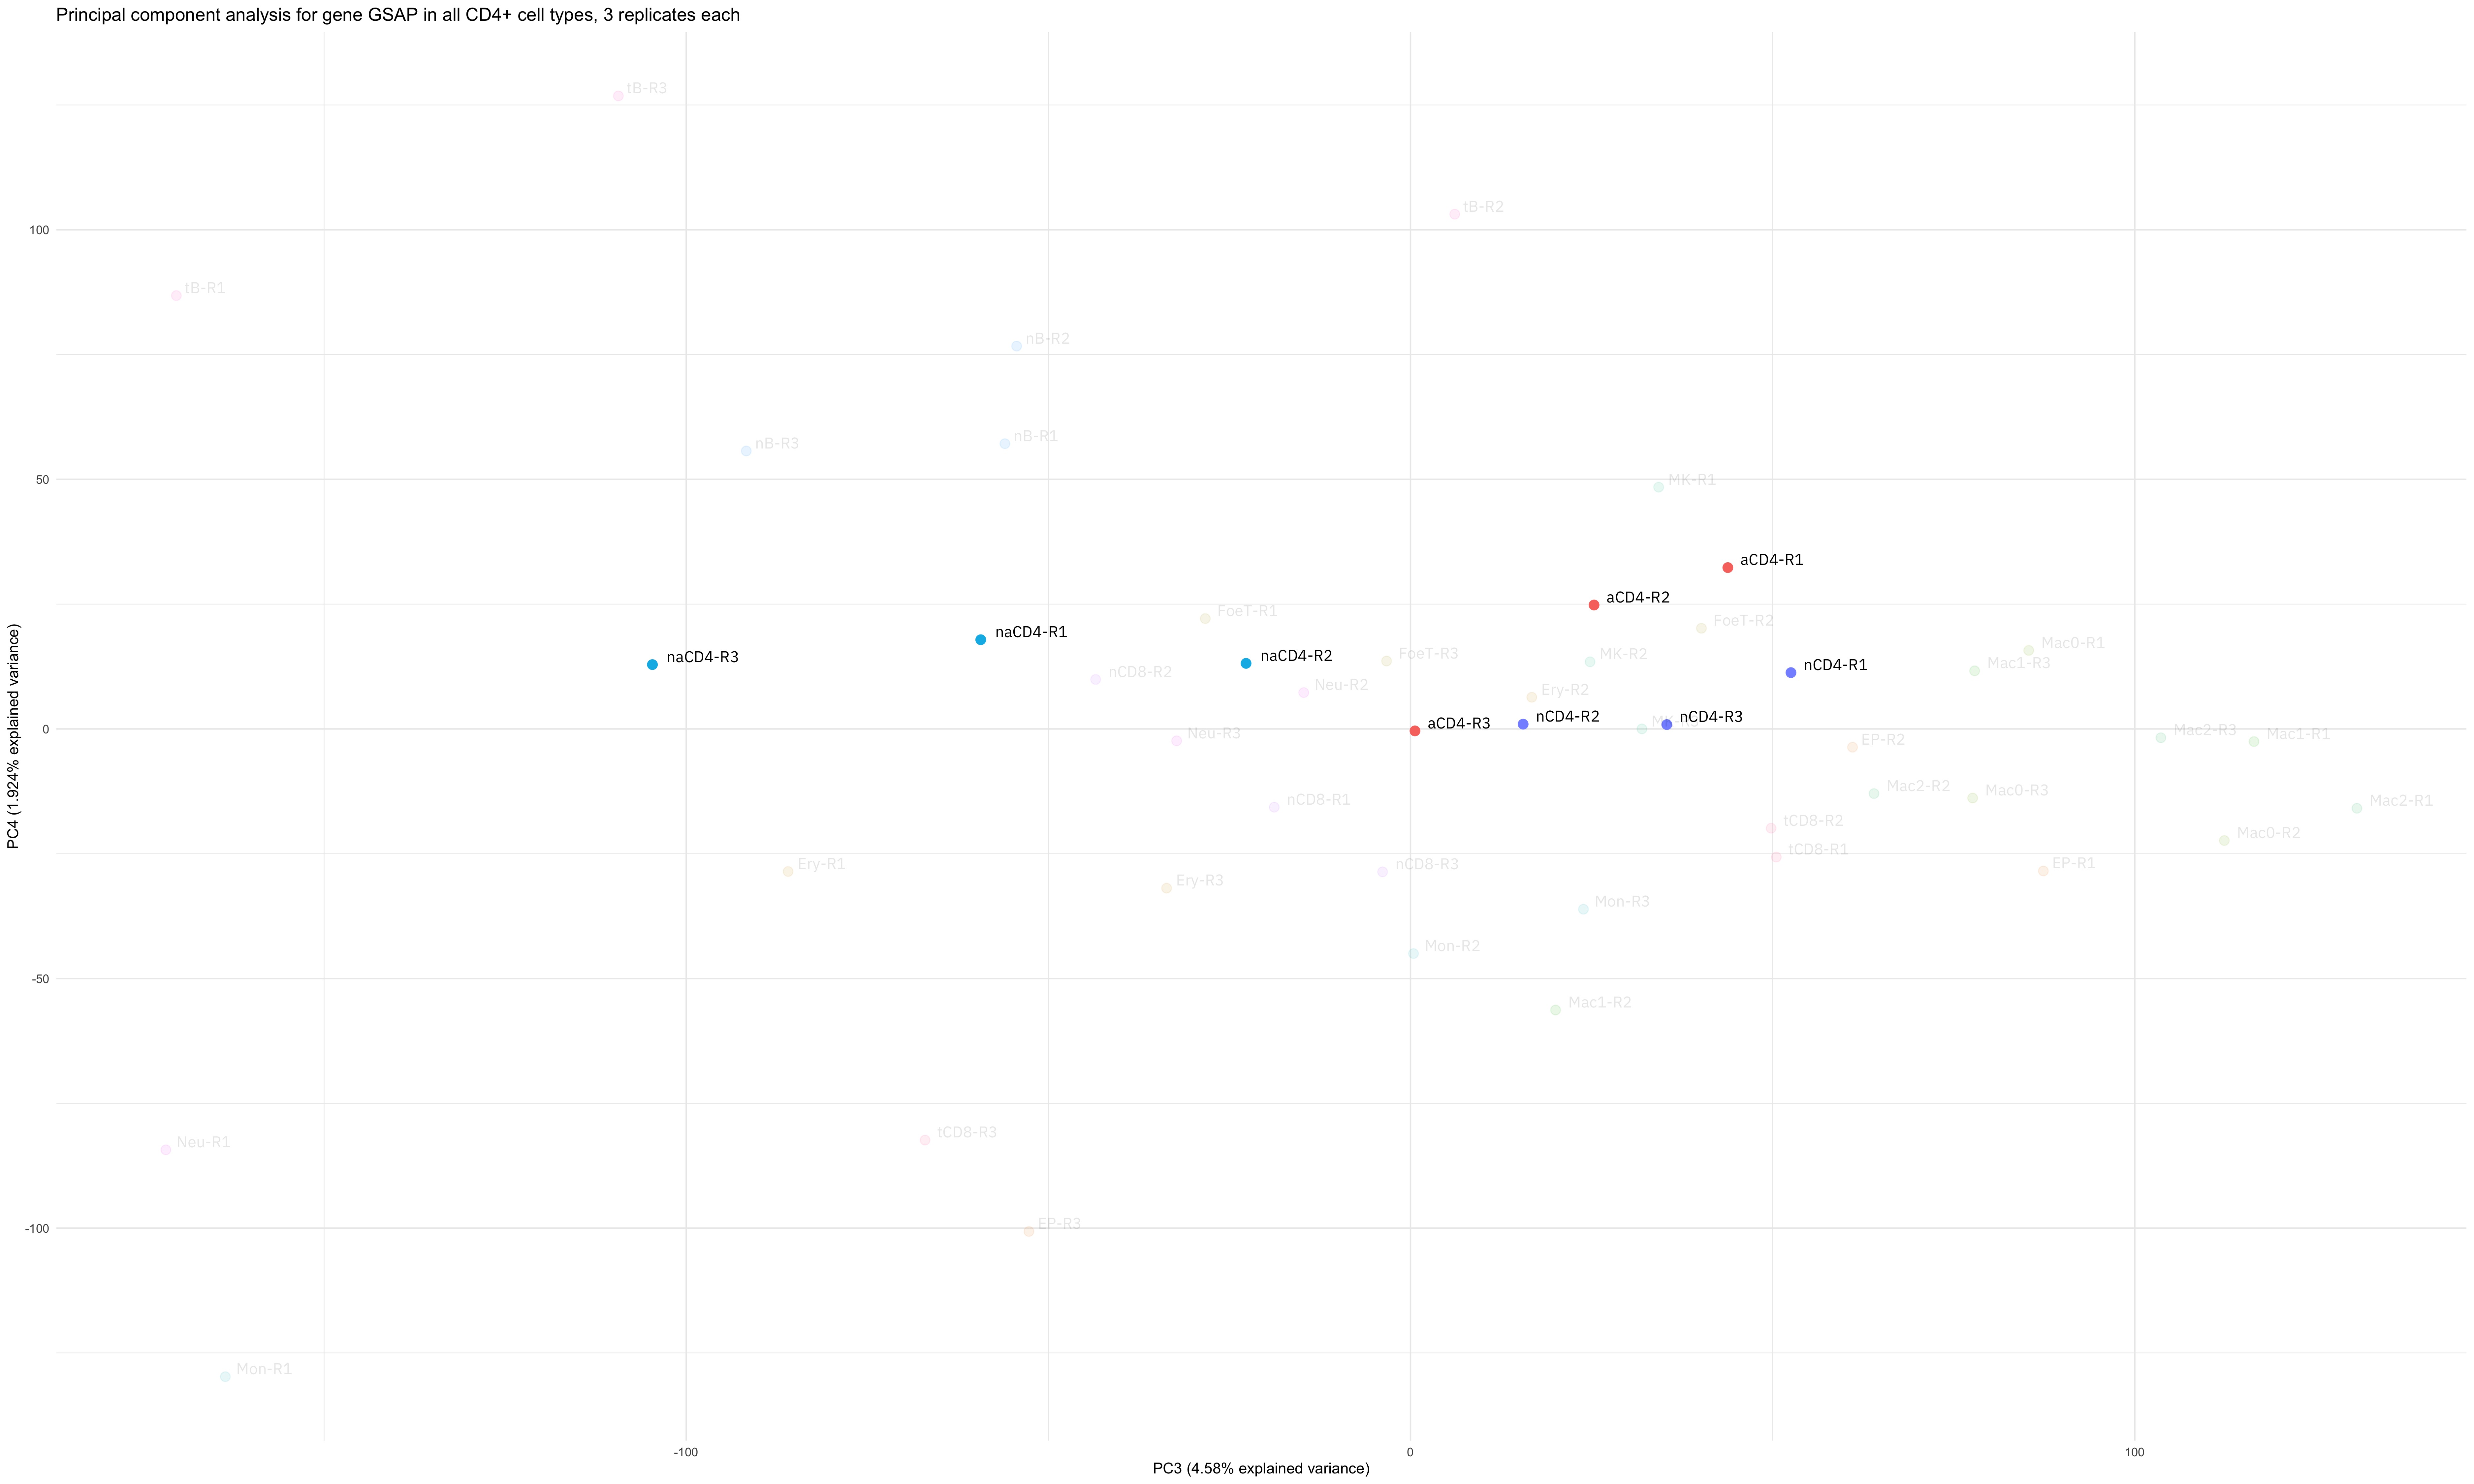 Principal component analysis for gene GSAP in all CD4+ cell types, 3 replicates each
tB-R3
tB-R2
100
tB-R1
nB-R2
nB-R1
nB-R3
50
MK-R1
aCD4-R1
aCD4-R2
FoeT-R1
FoeT-R2
naCD4-R1
Mac0-R1
naCD4-R3
naCD4-R2
FoeT-R3
MK-R2
nCD4-R1
Mac1-R3
nCD8-R2
Neu-R2
Ery-R2
0
aCD4-R3
nCD4-R2
nCD4-R3
Neu-R3
EP-R2
Mac2-R3
Mac1-R1
Mac2-R2
Mac0-R3
nCD8-R1
Mac2-R1
tCD8-R2
Mac0-R2
tCD8-R1
Ery-R1
nCD8-R3
EP-R1
Ery-R3
Mon-R3
Mon-R2
-50
Mac1-R2
Neu-R1
tCD8-R3
-100
EP-R3
Mon-R1
-100
0
100
PC3 (4.58% explained variance)
PC4 (1.924% explained variance)